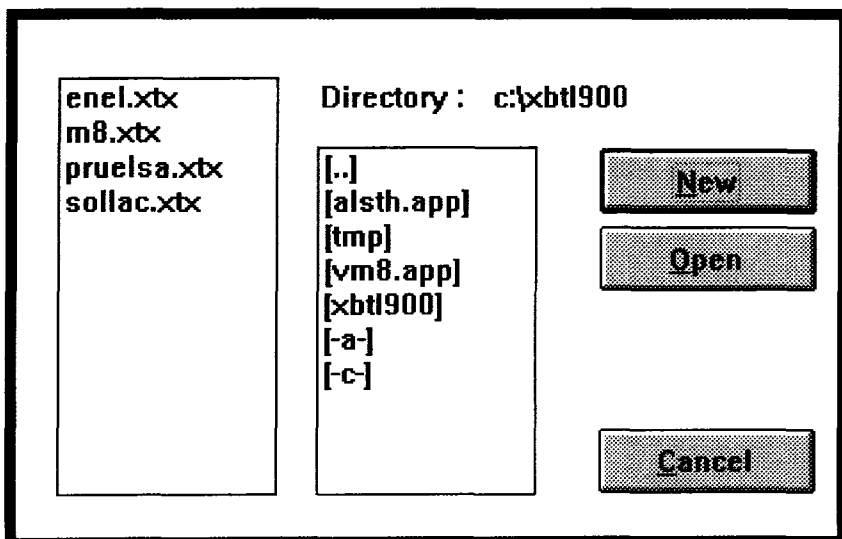 enel.xtx
m8.xtx
pruelsa.xtx
sollac.xtx
Directory : c:\xbtl900
[..]
[alsth.app]
[tmp]
[vm8.app]
[xbtl900]
[-a-]
[-c-]
New
Open
Cancel